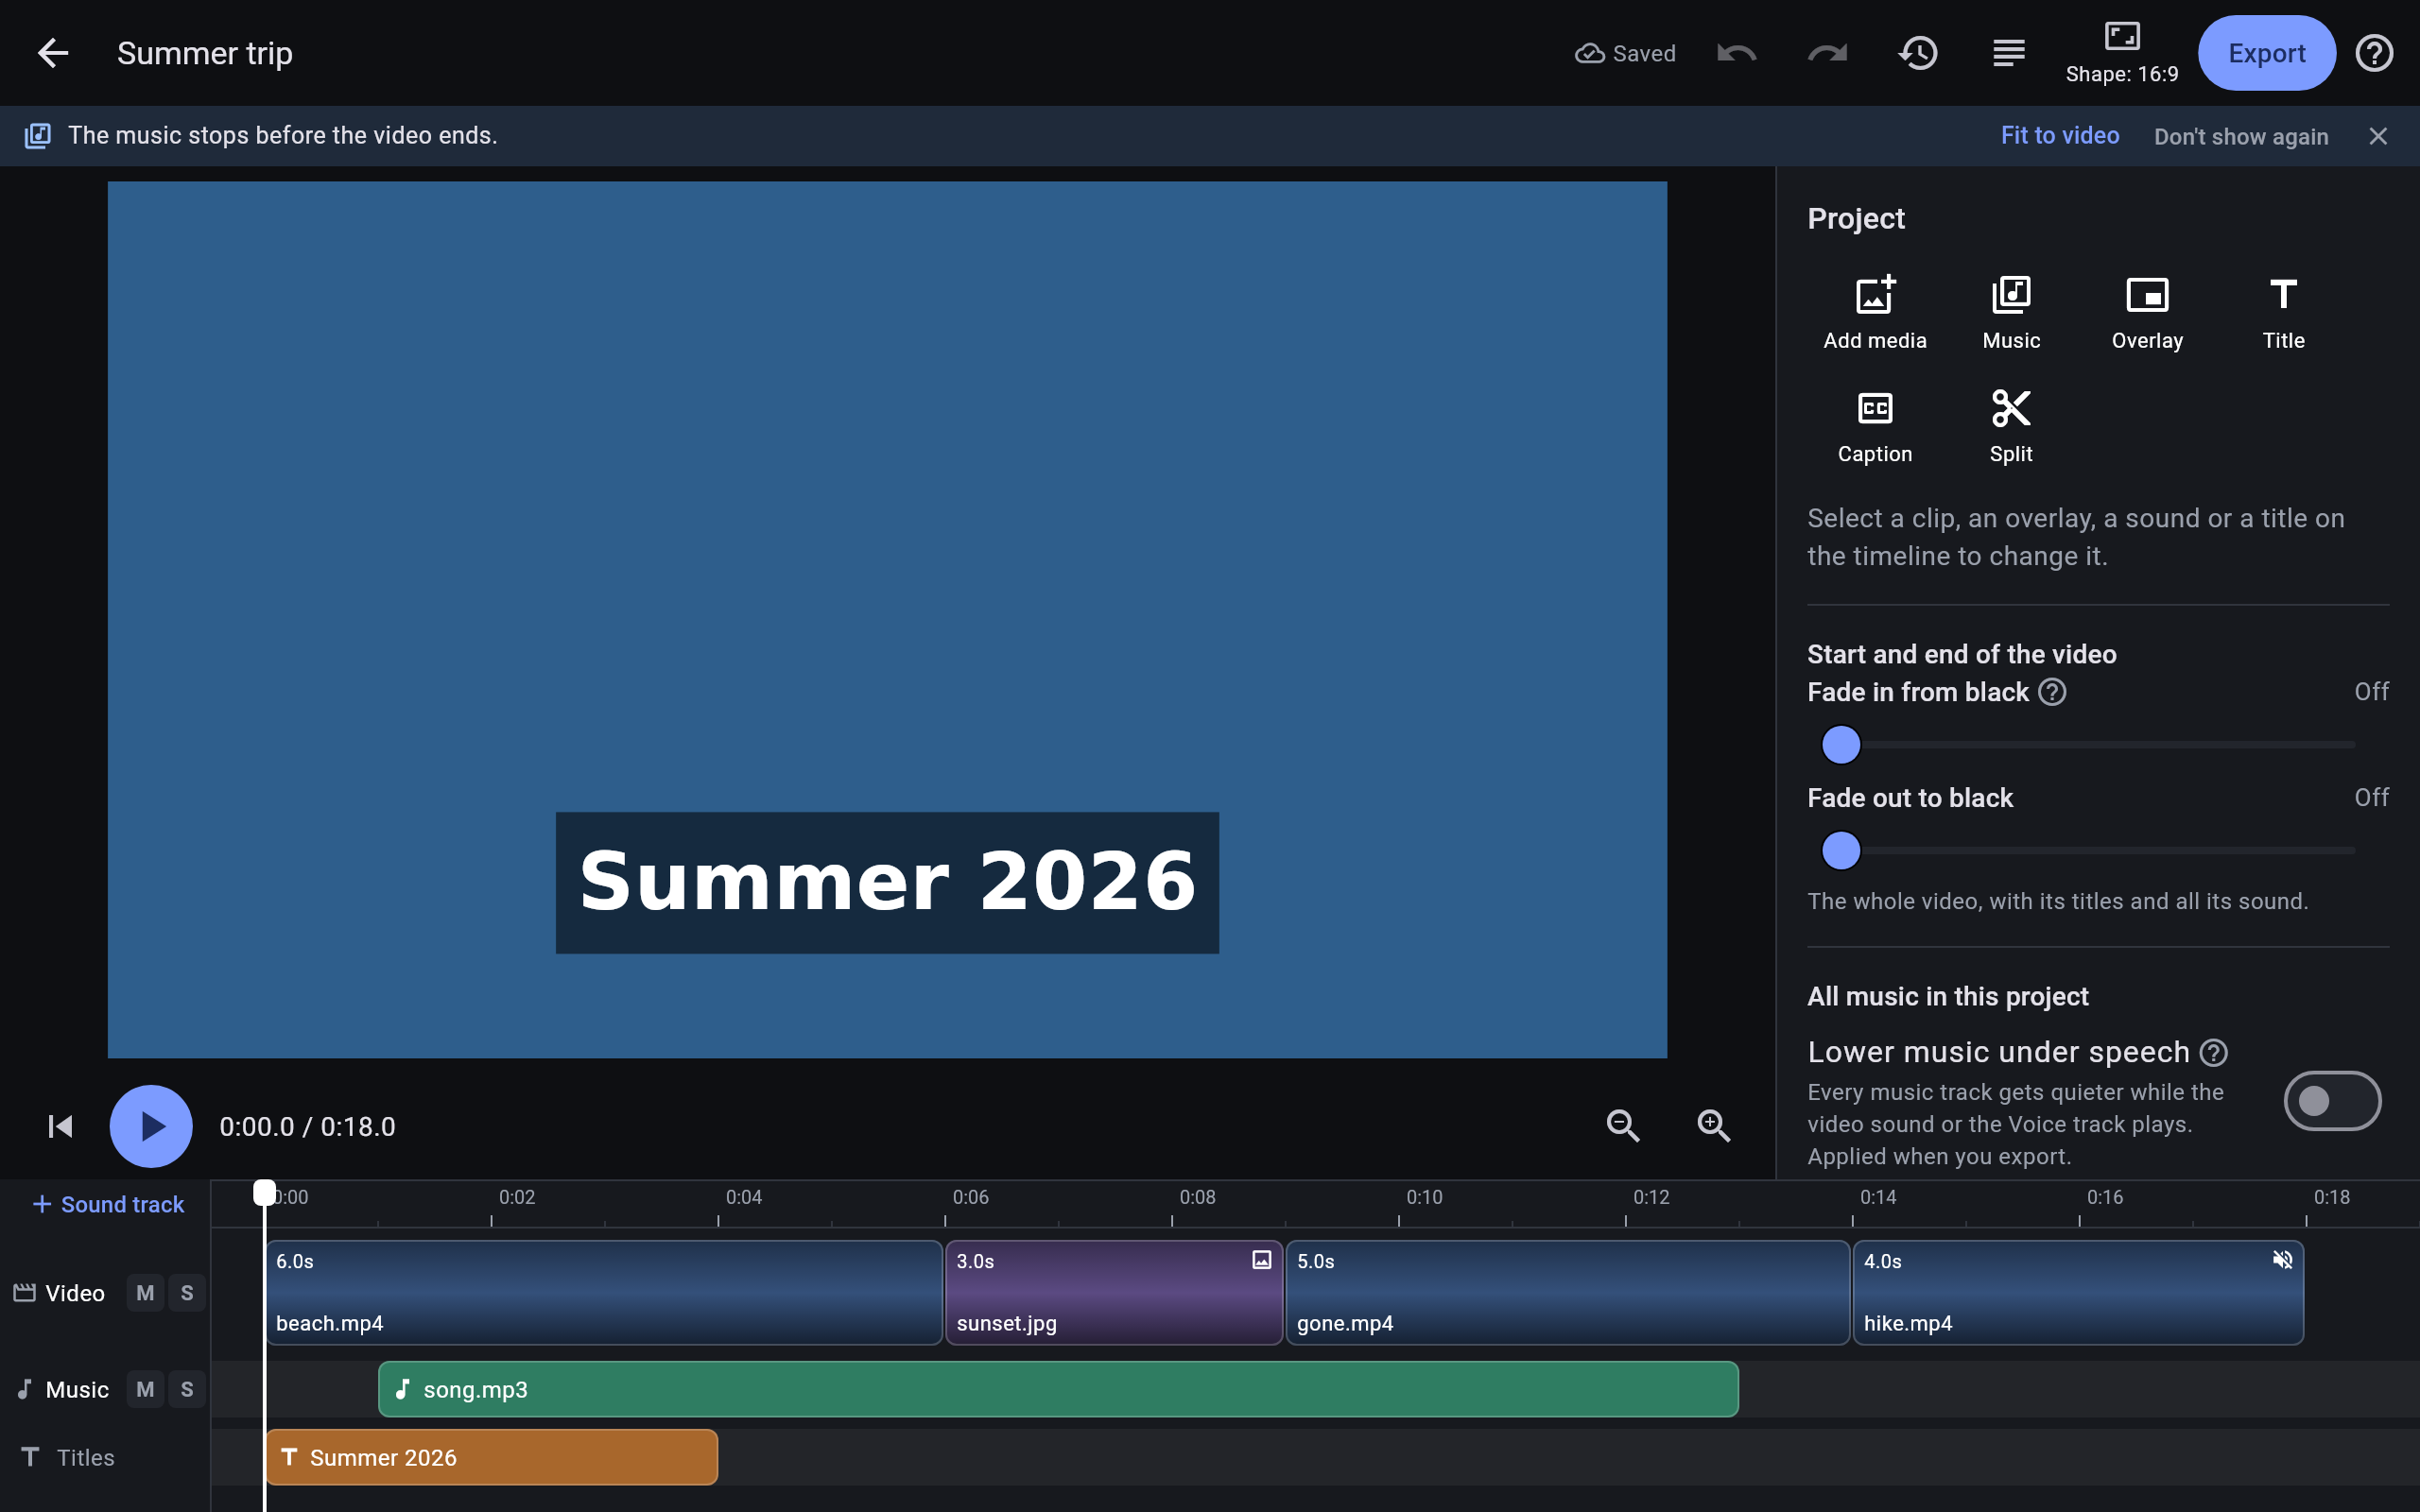 Summer trip
Saved
Shape: 16:9
Export
The music stops before the video ends.
Fit to video
Don't show again
Summer 2026
Project
Add media
Music
Overlay
Title
CC
Caption
Split
Select a clip, an overlay, a sound or a title on
the timeline to change it.
Start and end of the video
Fade in from black
Off
Fade out to black
Off
The whole video, with its titles and all its sound.
All music in this project
Lower music under speech
Every music track gets quieter while the
video sound or the Voice track plays.
Applied when you export.
0:00.0 / 0:18.0
+ Sound track
0:00
0:02
0:04
0:06
0:08
0:10
0:12
0:14
0:16
0:18
Video M S
6.0s
beach.mp4
3.0s
sunset.jpg
5.0s
gone.mp4
4.0s
hike.mp4
Music M S
song.mp3
Titles
Summer 2026